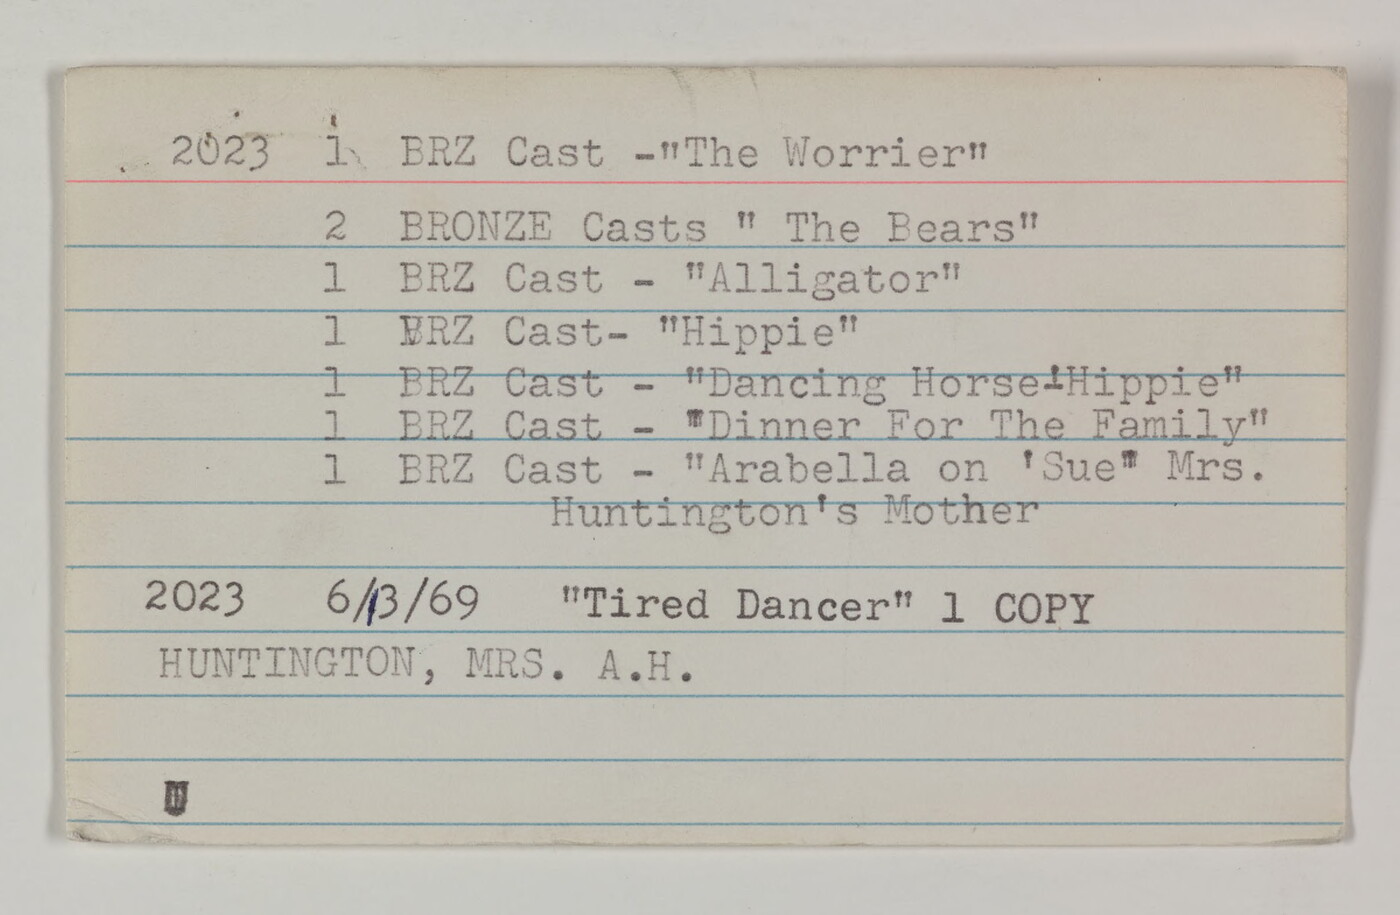 2023 1 BRZ Cast -"The Worrier"
2 BRONZE Casts " The Bears"
1 BRZ Cast - "Alligator"
1 BRZ Cast- "Hippie"
1 BRZ Cast - "Dancing Horse-'Hippie"
1 BRZ Cast - "Dinner For The Family"
1 BRZ Cast - "Arabella on 'Sue" Mrs.
Huntington's Mother
2023 6/13/69 "Tired Dancer" 1 COPY
HUNTINGTON, MRS. A.H.